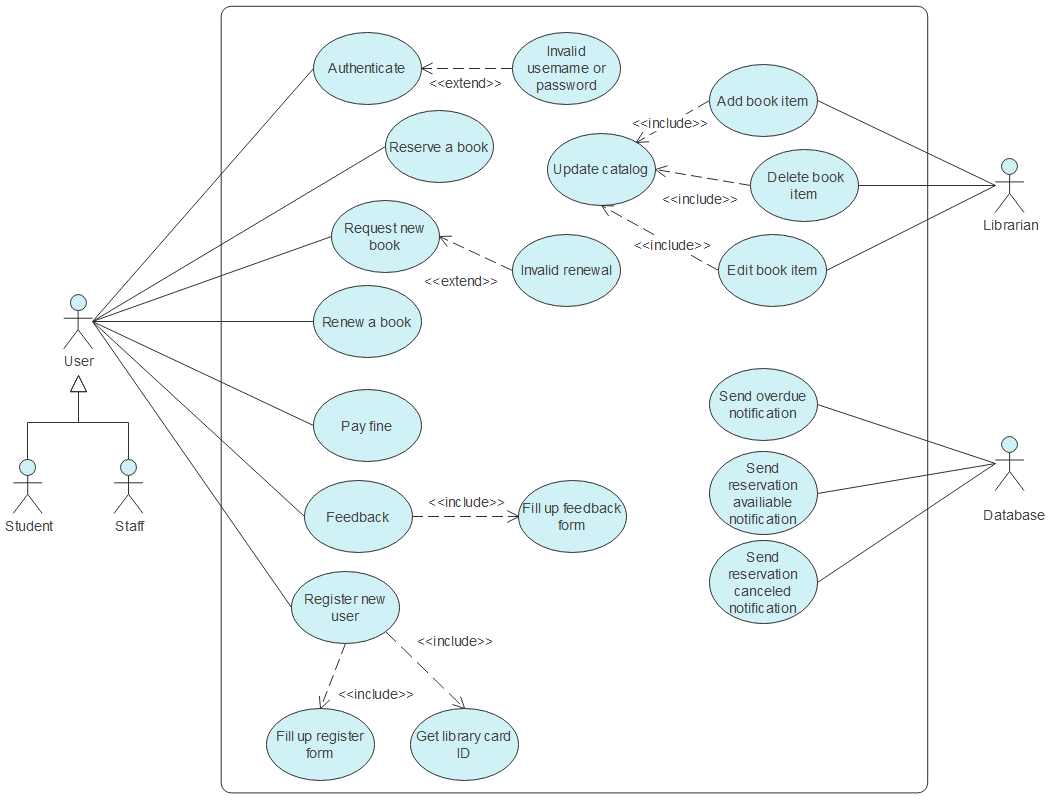 Authenticate
<<extend>>
Invalid
username or
password
Reserve a book
Request new
book
<<extend>>
Invalid renewal
Renew a book
Pay fine
Feedback
<<include>>
Fill up feedback
form
Register new
user
<<include>>
<<include>>
Fill up register
form
Get library card
ID
Update catalog
<<include>>
Add book item
<<include>>
Delete book
item
<<include>>
Edit book item
Send overdue
notification
Send
reservation
availiable
notification
Send
reservation
canceled
notification
User
Student
Staff
Librarian
Database